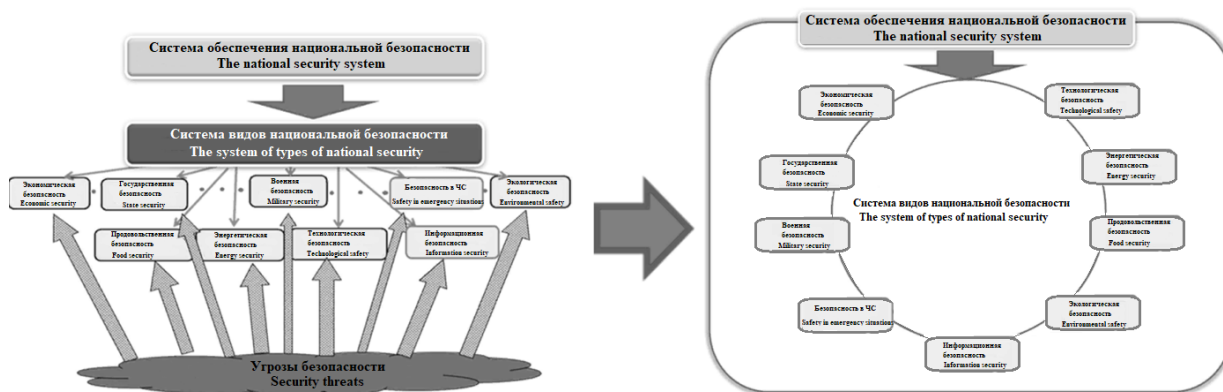 Система обеспечения национальной безопасности
The national security system
Система видов национальной безопасности
The system of types of national security
Экономическая
безопасность
Economic security
Государственная
безопасность
State security
Военная
безопасность
Military security
Безопасность в ЧС
Safety in emergency situations
Экологическая
безопасность
Environmental safety
Продовольственная
безопасность
Food security
Энергетическая
безопасность
Energy security
Технологическая
безопасность
Technological safety
Информационная
безопасность
Information security
Угрозы безопасности
Security threats
Система обеспечения национальной безопасности
The national security system
Экономическая
безопасность
Economic security
Технологическая
безопасность
Technological safety
Государственная
безопасность
State security
Энергетическая
безопасность
Energy security
Система видов национальной безопасности
The system of types of national security
Военная
безопасность
Military security
Продовольственная
безопасность
Food security
Безопасность в ЧС
Safety in emergency situations
Экологическая
безопасность
Environmental safety
Информационная
безопасность
Information security